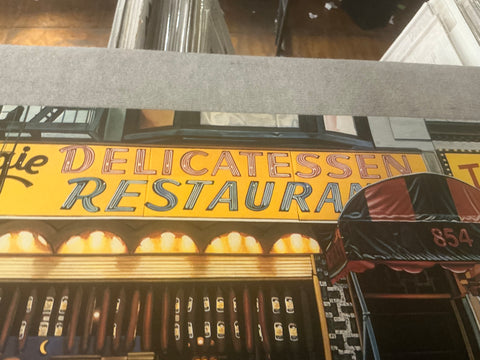 gie DELICATESSEN
RESTAURAN
T
854